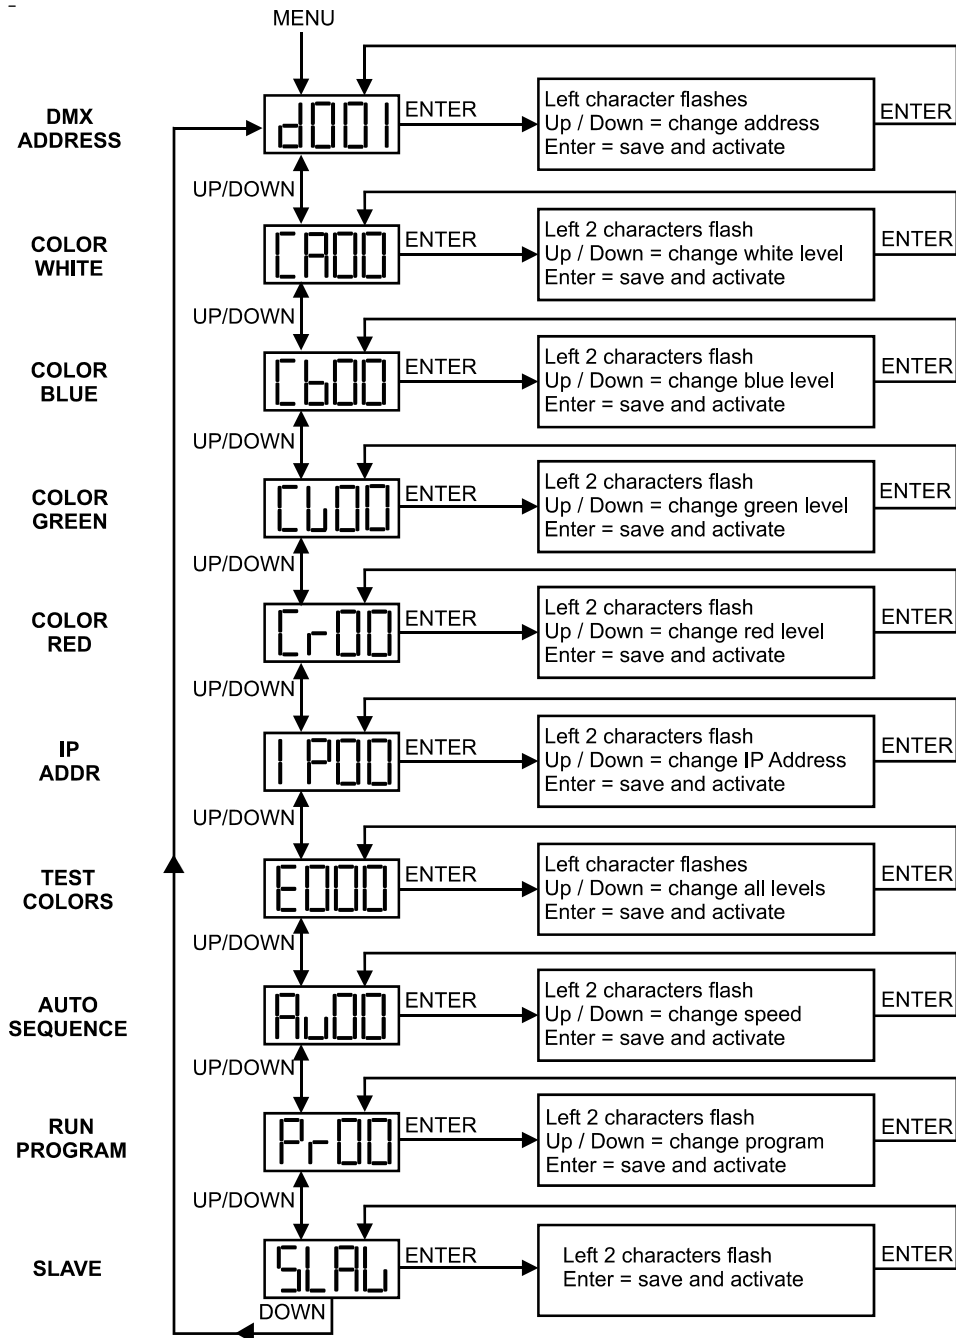 MENU
DMX
ADDRESS
d001
ENTER
Left character flashes
Up / Down = change address
Enter = save and activate
ENTER
UP/DOWN
COLOR
WHITE
CA00
ENTER
Left 2 characters flash
Up / Down = change white level
Enter = save and activate
ENTER
UP/DOWN
COLOR
BLUE
Cb00
ENTER
Left 2 characters flash
Up / Down = change blue level
Enter = save and activate
ENTER
UP/DOWN
COLOR
GREEN
Cu00
ENTER
Left 2 characters flash
Up / Down = change green level
Enter = save and activate
ENTER
UP/DOWN
COLOR
RED
Cr00
ENTER
Left 2 characters flash
Up / Down = change red level
Enter = save and activate
ENTER
UP/DOWN
IP
ADDR
IP00
ENTER
Left 2 characters flash
Up / Down = change IP Address
Enter = save and activate
ENTER
UP/DOWN
TEST
COLORS
E000
ENTER
Left character flashes
Up / Down = change all levels
Enter = save and activate
ENTER
UP/DOWN
AUTO
SEQUENCE
Au00
ENTER
Left 2 characters flash
Up / Down = change speed
Enter = save and activate
ENTER
UP/DOWN
RUN
PROGRAM
Pr00
ENTER
Left 2 characters flash
Up / Down = change program
Enter = save and activate
ENTER
UP/DOWN
SLAVE
SLAu
ENTER
Left 2 characters flash
Enter = save and activate
ENTER
DOWN